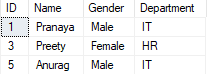 ID Name Gender Department
1 Pranaya Male IT
3 Preety Female HR
5 Anurag Male IT